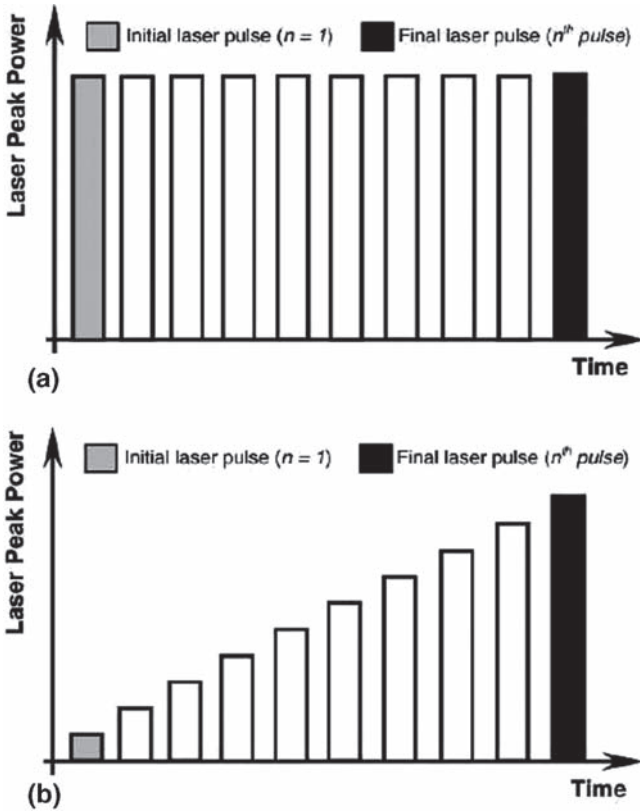 Initial laser pulse (n = 1) Final laser pulse (nth pulse)
Laser Peak Power
Time
(a)
Initial laser pulse (n = 1) Final laser pulse (nth pulse)
Laser Peak Power
Time
(b)